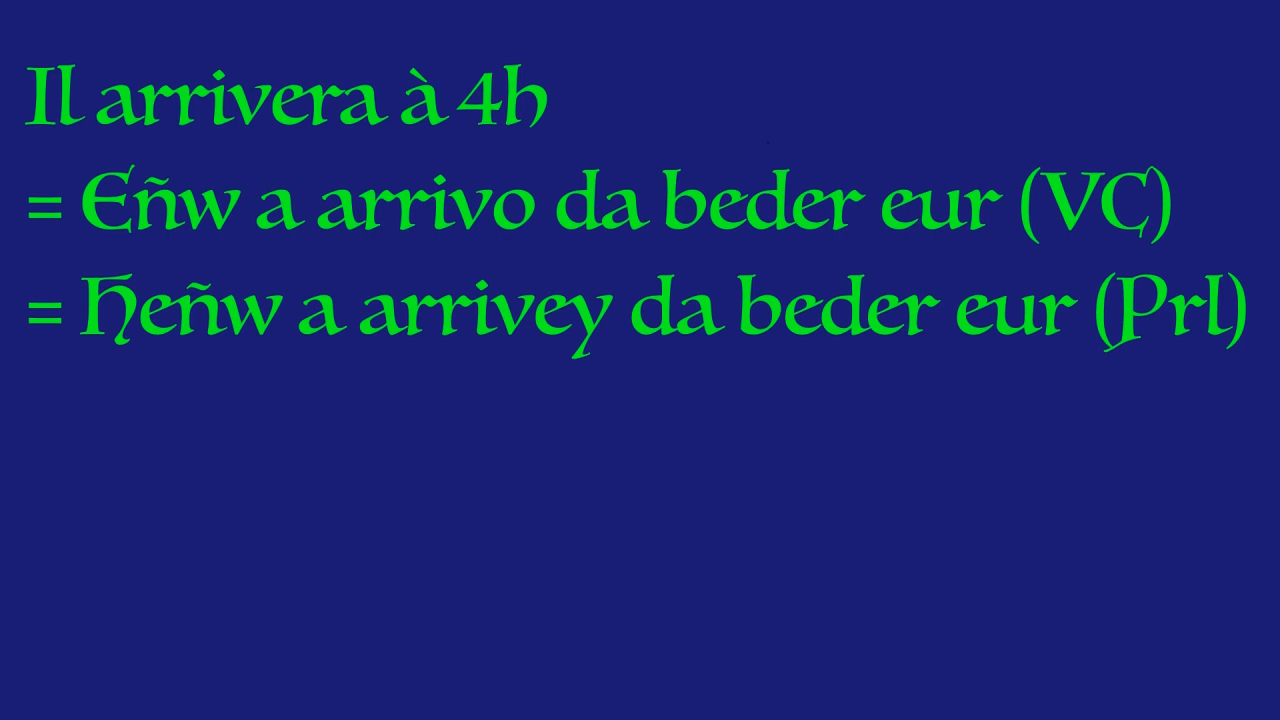 Il arrivera à 4h
= Eñw a arrivo da beder eur (VC)
= Heñw a arrivey da beder eur (Prl)